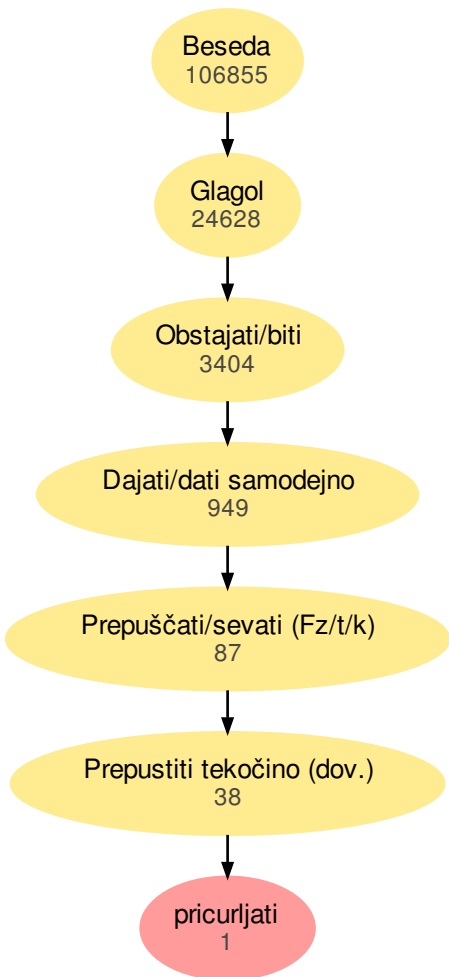 Beseda
106855
Glagol
24628
Obstajati/biti
3404
Dajati/dati samodejno
949
Prepuščati/sevati (Fz/t/k)
87
Prepustiti tekočino (dov.)
38
pricurljati
1